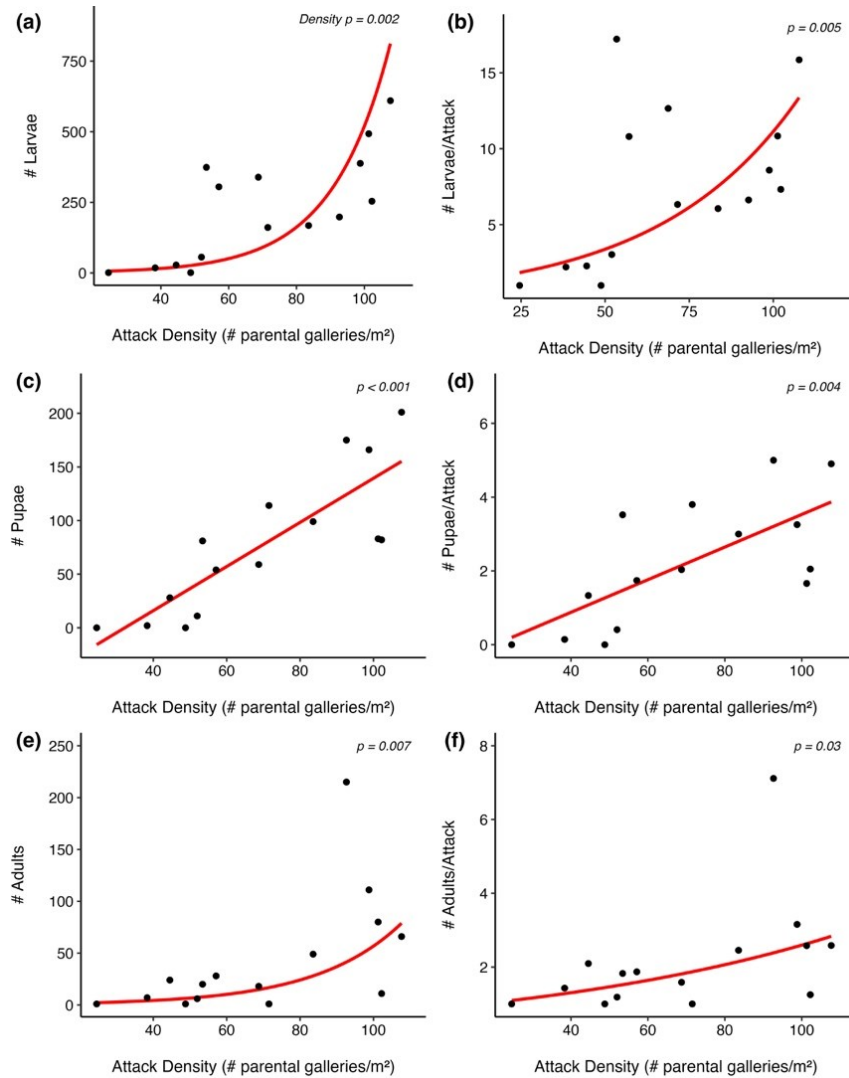 (a)
Density p = 0.002
# Larvae
750
500
250
0
40 60 80 100
Attack Density (# parental galleries/m²)
(b)
p = 0.005
# Larvae/Attack
15
10
5
25 50 75 100
Attack Density (# parental galleries/m²)
(c)
p < 0.001
# Pupae
200
150
100
50
0
40 60 80 100
Attack Density (# parental galleries/m²)
(d)
p = 0.004
# Pupae/Attack
6
4
2
0
40 60 80 100
Attack Density (# parental galleries/m²)
(e)
p = 0.007
# Adults
250
200
150
100
50
0
40 60 80 100
Attack Density (# parental galleries/m²)
(f)
p = 0.03
# Adults/Attack
8
6
4
2
40 60 80 100
Attack Density (# parental galleries/m²)